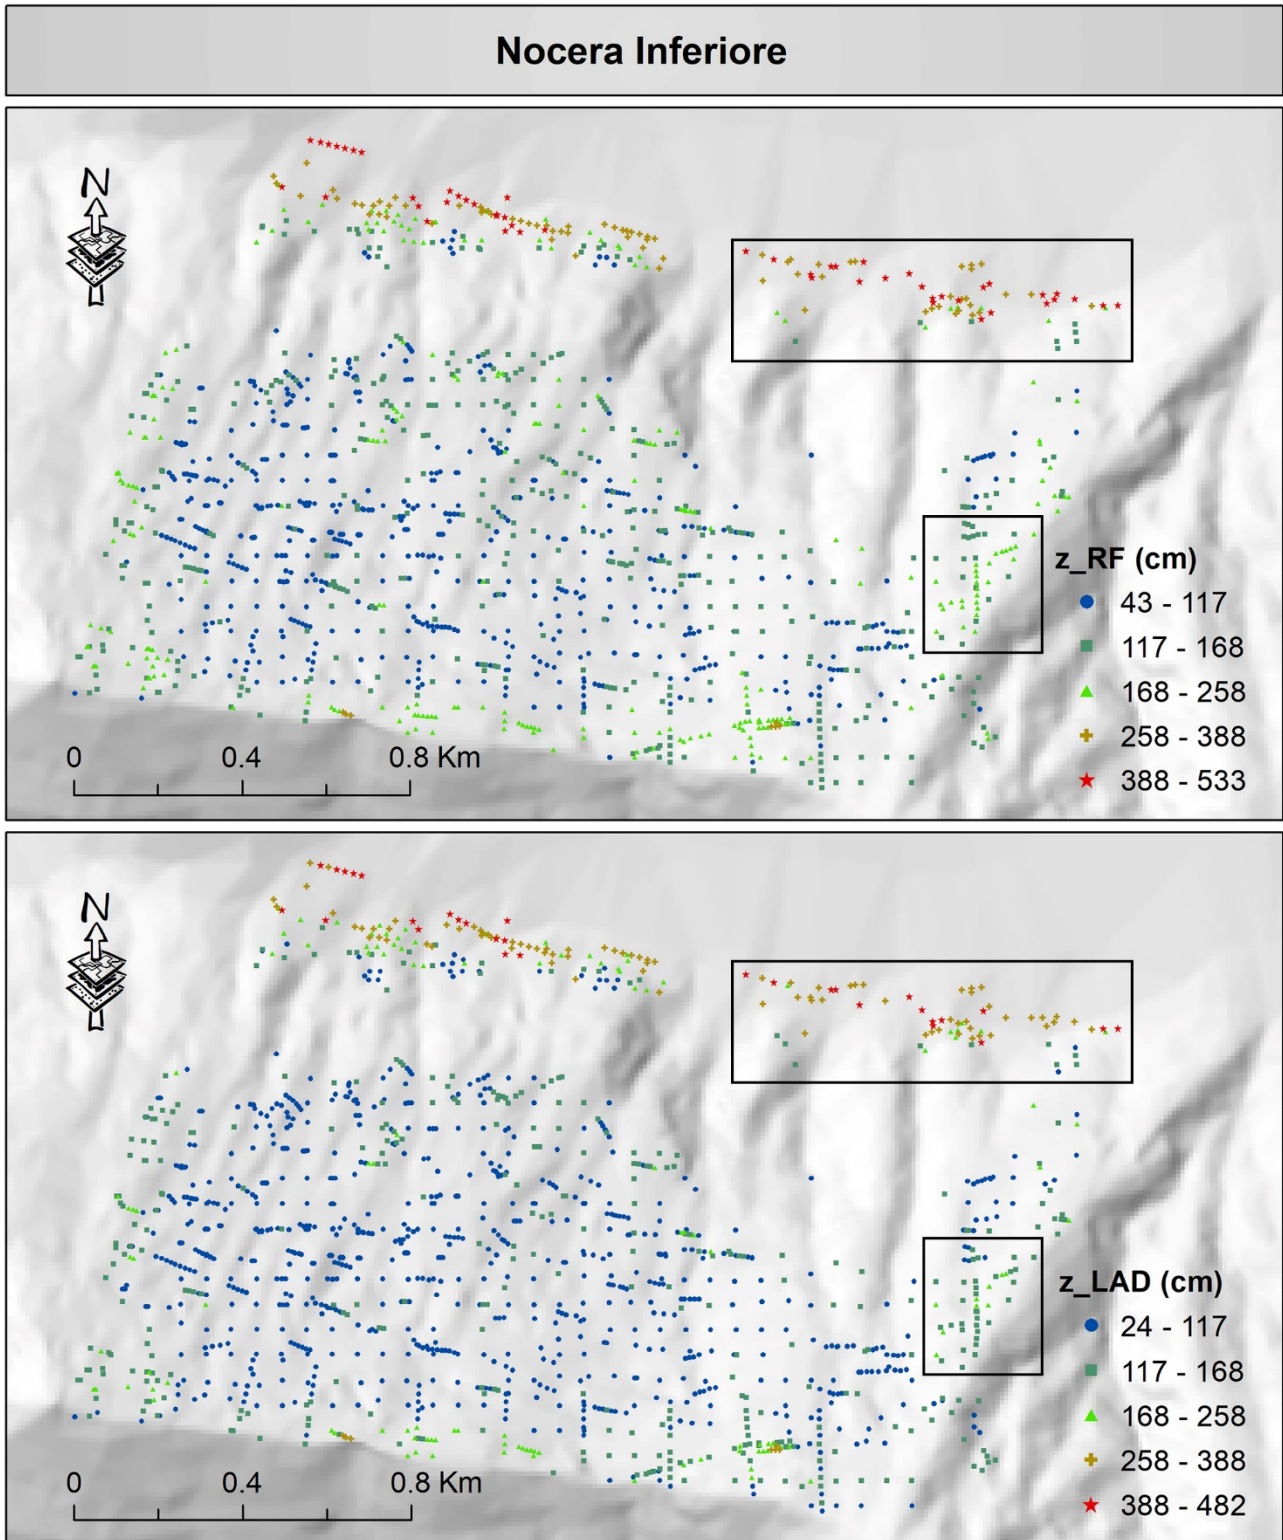 Nocera Inferiore
N
z_RF (cm)
43 - 117
117 - 168
168 - 258
258 - 388
388 - 533
0 0.4 0.8 Km
N
z_LAD (cm)
24 - 117
117 - 168
168 - 258
258 - 388
388 - 482
0 0.4 0.8 Km